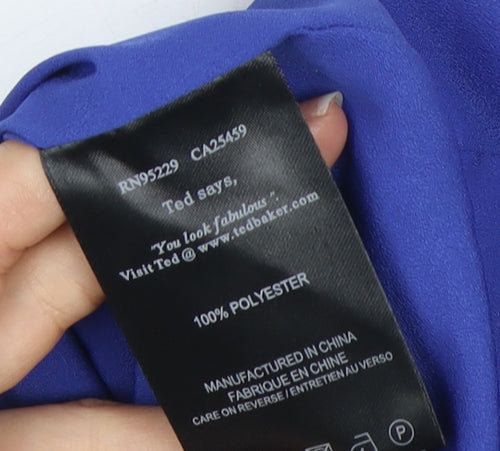 RN95229 CA25459
Ted says,
"You look fabulous".
Visit Ted @ www.tedbaker.com
100% POLYESTER
MANUFACTURED IN CHINA
FABRIQUE EN CHINE
CARE ON REVERSE / ENTRETIEN AU VERSO
P